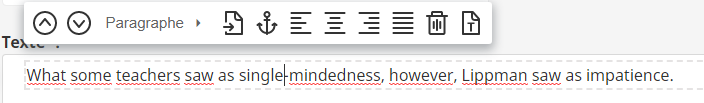 Paragraphe
Texte
What some teachers saw as single-mindedness, however, Lippman saw as impatience.